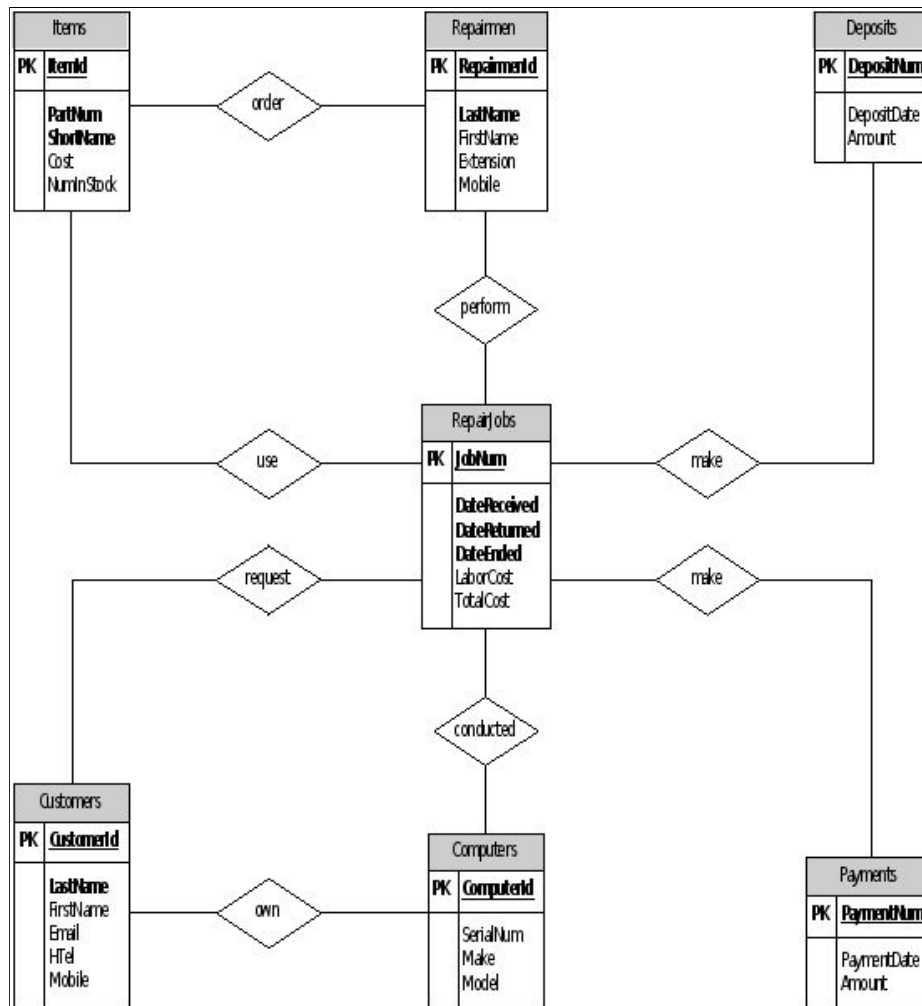 Items
PK ItemId
PartNum
ShortName
Cost
NumInStock
order
Repairmen
PK RepairmenId
LastName
FirstName
Extension
Mobile
Deposits
PK DepositNum
DepositDate
Amount
perform
use
RepairJobs
PK JobNum
DateReceived
DateReturned
DateEnded
LaborCost
TotalCost
make
request
make
conducted
Customers
PK CustomerId
LastName
FirstName
Email
HTel
Mobile
own
Computers
PK ComputerId
SerialNum
Make
Model
Payments
PK PaymentNum
PaymentDate
Amount